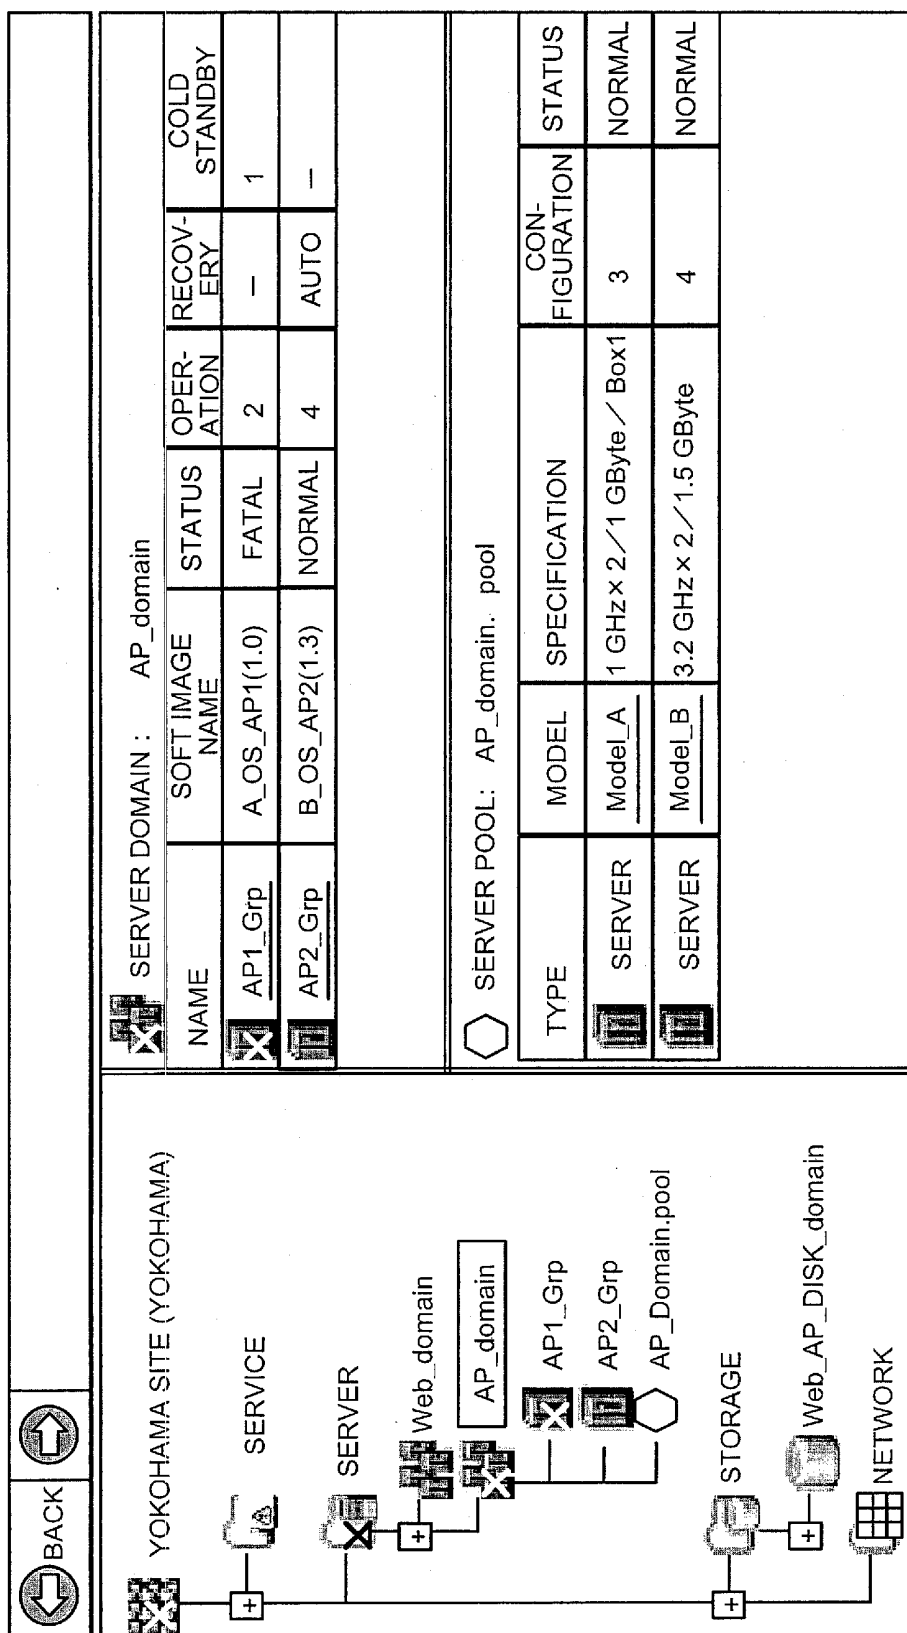 BACK
YOKOHAMA SITE (YOKOHAMA)
SERVICE
SERVER
Web_domain
AP_domain
AP1_Grp
AP2_Grp
AP_Domain.pool
STORAGE
Web_AP_DISK_domain
NETWORK
SERVER DOMAIN : AP_domain
NAME SOFT IMAGE NAME STATUS OPER-ATION RECOV-ERY COLD STANDBY
AP1_Grp A_OS_AP1(1.0) FATAL 2 – 1
AP2_Grp B_OS_AP2(1.3) NORMAL 4 AUTO –
SERVER POOL: AP_domain. pool
TYPE MODEL SPECIFICATION CON-FIGURATION STATUS
SERVER Model_A 1 GHz×2／1 GByte／Box1 3 NORMAL
SERVER Model_B 3.2 GHz×2／1.5 GByte 4 NORMAL